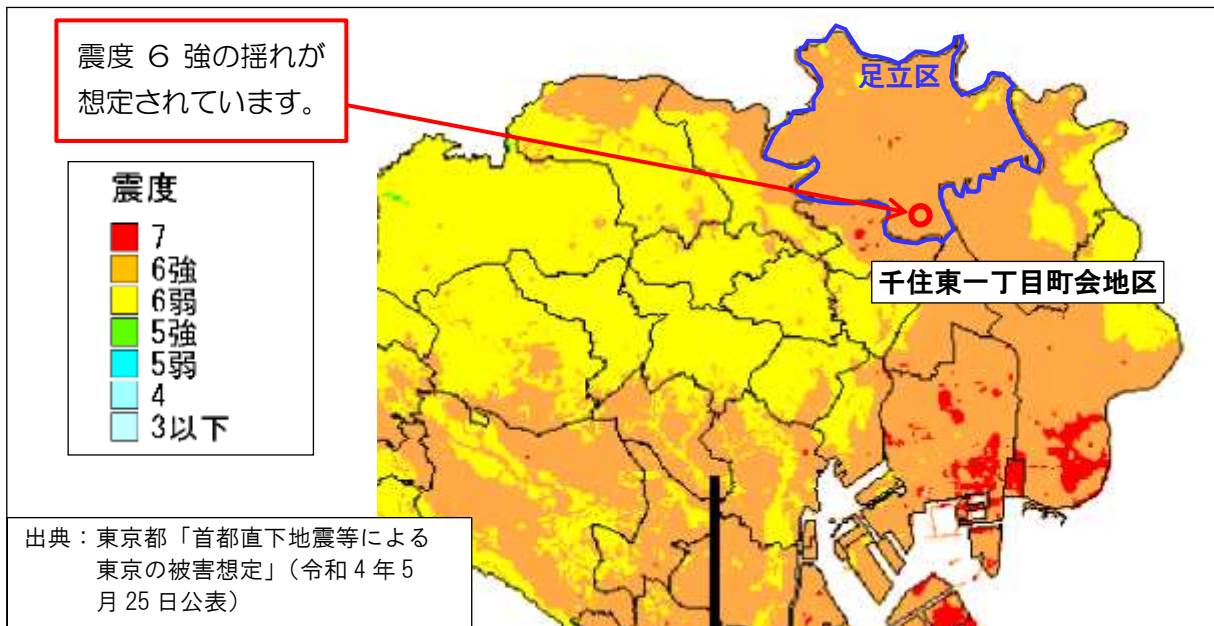 震度 6 強の揺れが
想定されています。
足立区
震度
7
6強
6弱
5強
5弱
4
3以下
千住東一丁目町会地区
出典：東京都「首都直下地震等による
東京の被害想定」（令和４年５
月 25 日公表）